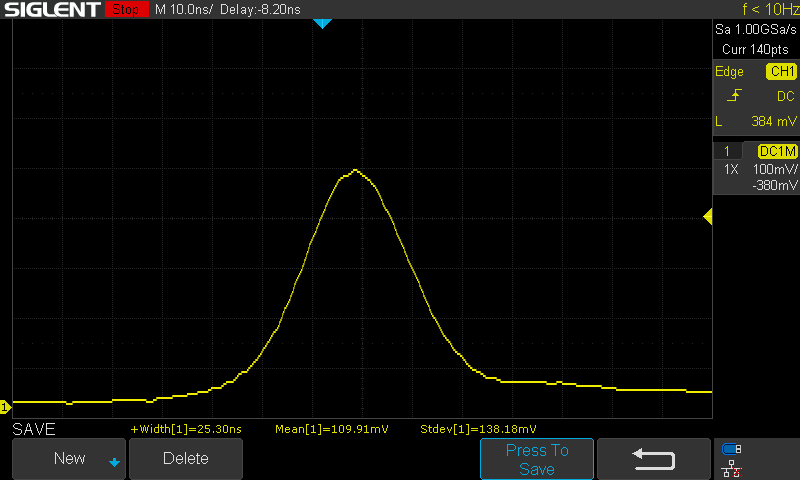 SIGLENT Stop M 10.0ns/ Delay:-8.20ns f < 10Hz
Sa 1.00GSa/s
Curr 140pts
Edge CH1
DC
L 384 mV
1 DC1M
1X 100mV/
-380mV
1
SAVE +Width[1]=25.30ns Mean[1]=109.91mV Stdev[1]=138.18mV
New Delete Press To Save